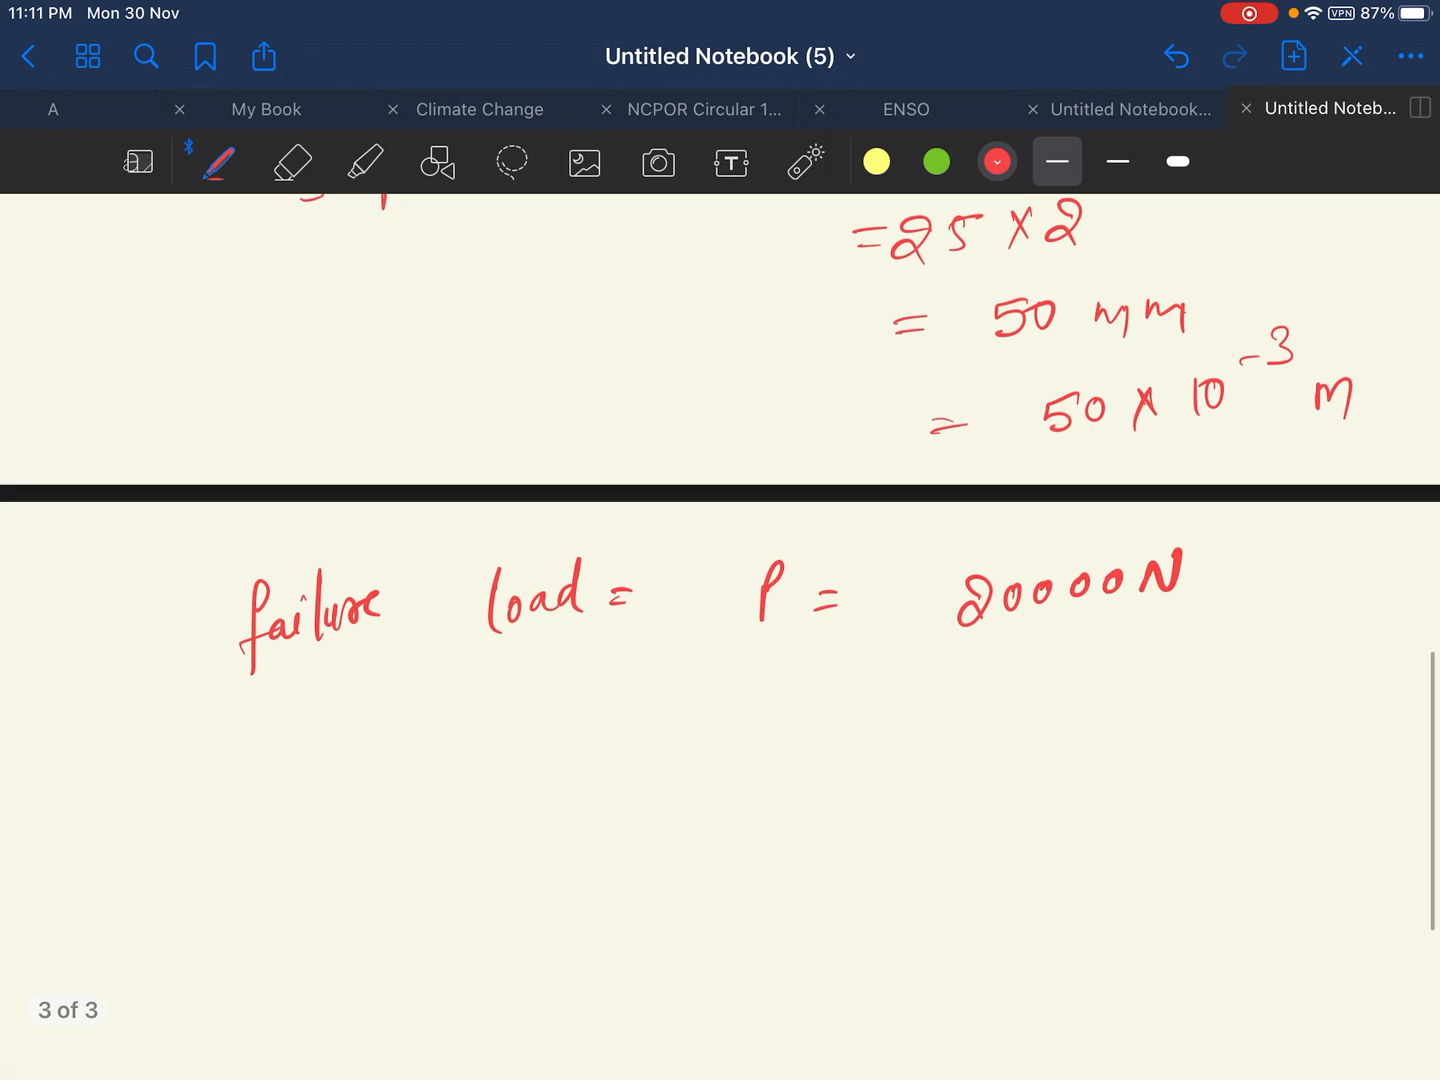 11:11 PM Mon 30 Nov VPN 87%
Untitled Notebook (5)
A × My Book × Climate Change × NCPOR Circular 1... × ENSO × Untitled Notebook... × Untitled Noteb...
= 25 × 2
= 50 mm
= 50 × 10⁻³ m
failure load = P = 20000N
3 of 3